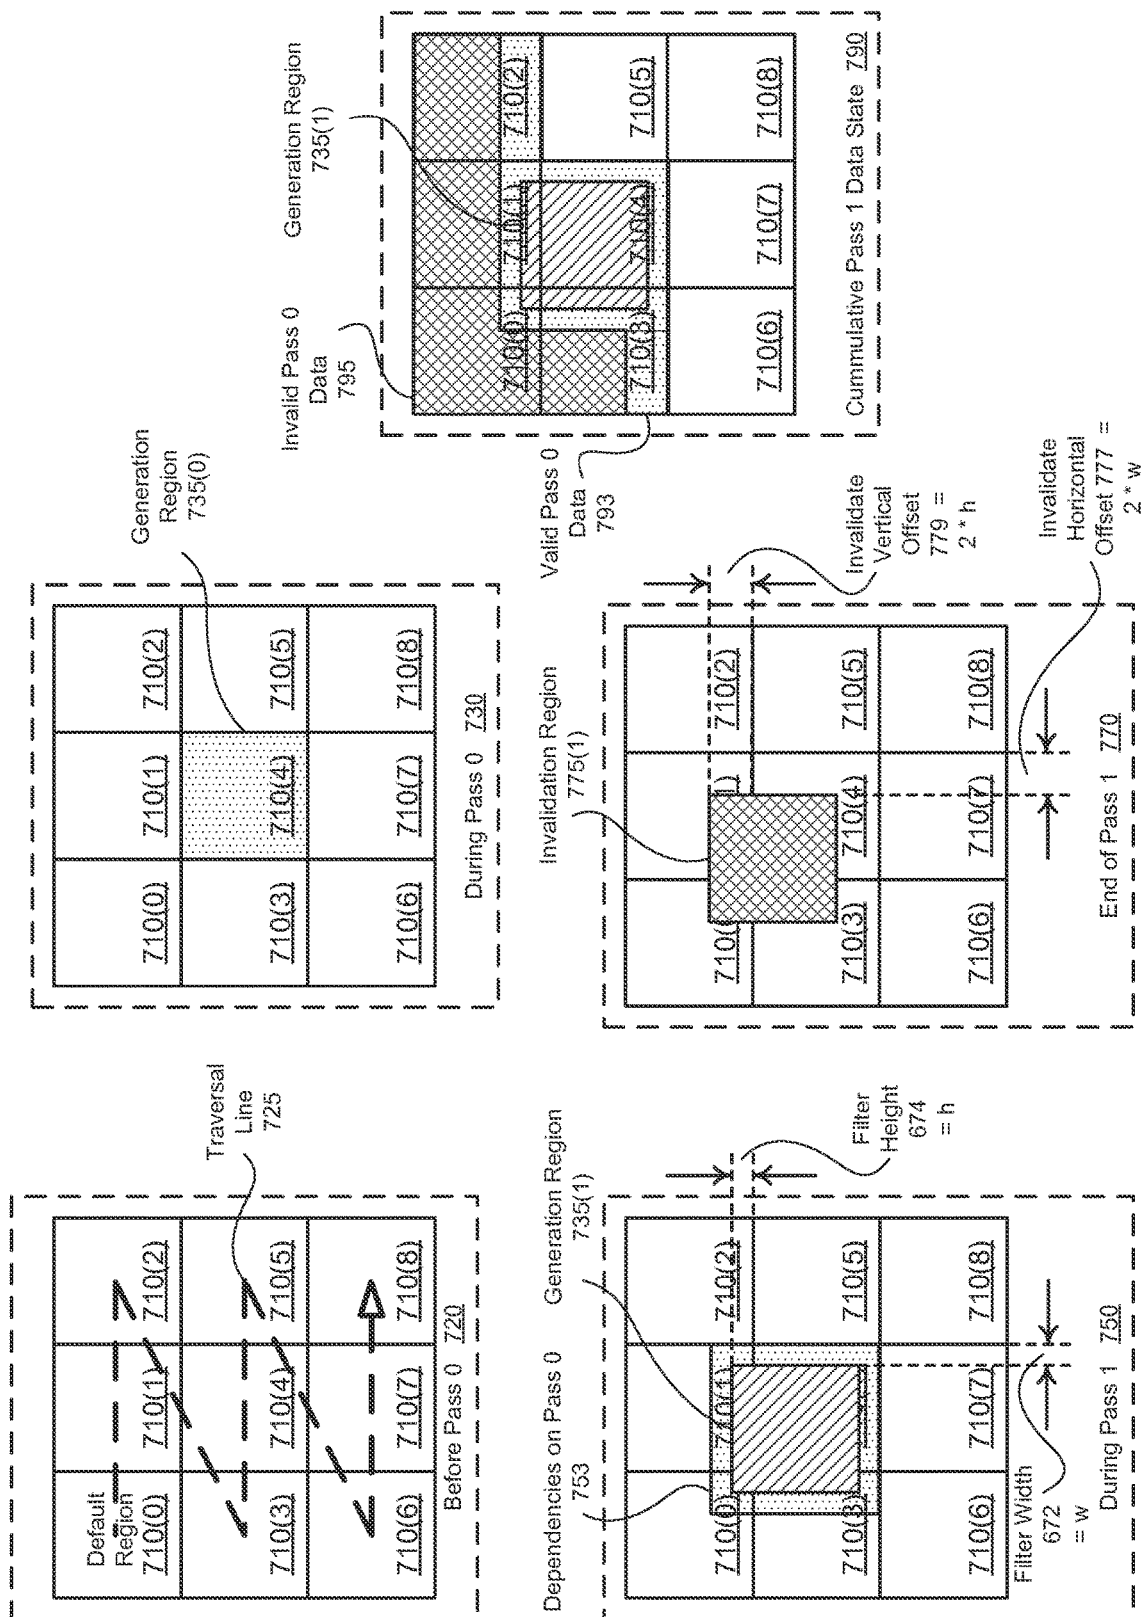 Default
Region
710(0)
710(1)
710(2)
710(3)
710(4)
710(5)
710(6)
710(7)
710(8)
Before Pass 0 720
Traversal
Line
725
710(0)
710(1)
710(2)
710(3)
710(4)
710(5)
710(6)
710(7)
710(8)
During Pass 0 730
Generation
Region
735(0)
Dependencies on Pass 0
753
Generation Region
735(1)
710(0)
710(1)
710(2)
710(3)
710(5)
710(6)
710(7)
710(8)
Filter
Height
674
= h
Filter Width
672
= w
During Pass 1 750
Invalidation Region
775(1)
710(2)
710(3)
710(4)
710(5)
710(6)
710(7)
710(8)
Invalidate
Vertical
Offset
779 =
2 * h
Invalidate
Horizontal
Offset 777 =
2 * w
End of Pass 1 770
Invalid Pass 0
Data
795
Generation Region
735(1)
710(0)
710(1)
710(2)
710(3)
710(4)
710(5)
710(6)
710(7)
710(8)
Valid Pass 0
Data
793
Cummulative Pass 1 Data State 790